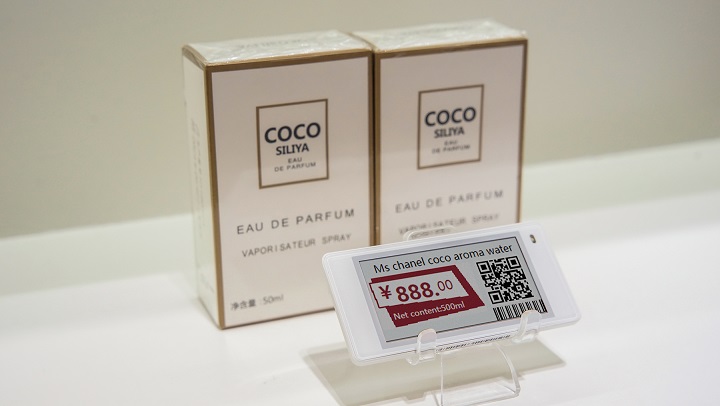 COCO
SILIYA
EAU
DE PARFUM
EAU DE PARFUM
VAPORISATEUR SPRAY
净含量 50ml
COCO
SILIYA
EAU
DE PARFUM
EAU DE PARFUM
VAPORISATEUR SPRAY
Ms chanel coco aroma water
¥ 888.00
Net content:500ml